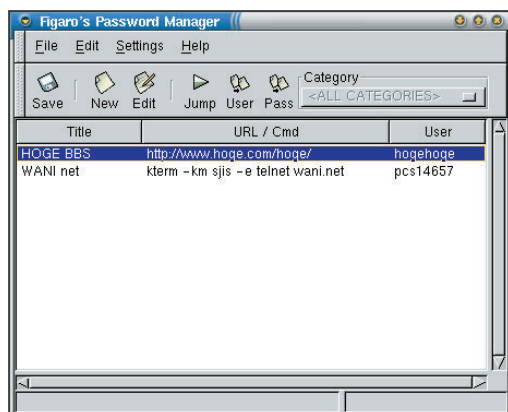 Figaro's Password Manager
File Edit Settings Help
Category
Save New Edit Jump User Pass <ALL CATEGORIES>
Title URL / Cmd User
HOGE BBS http://www.hoge.com/hoge/ hogehoge
WANI net kterm -km sjis -e telnet wani.net pcs14657